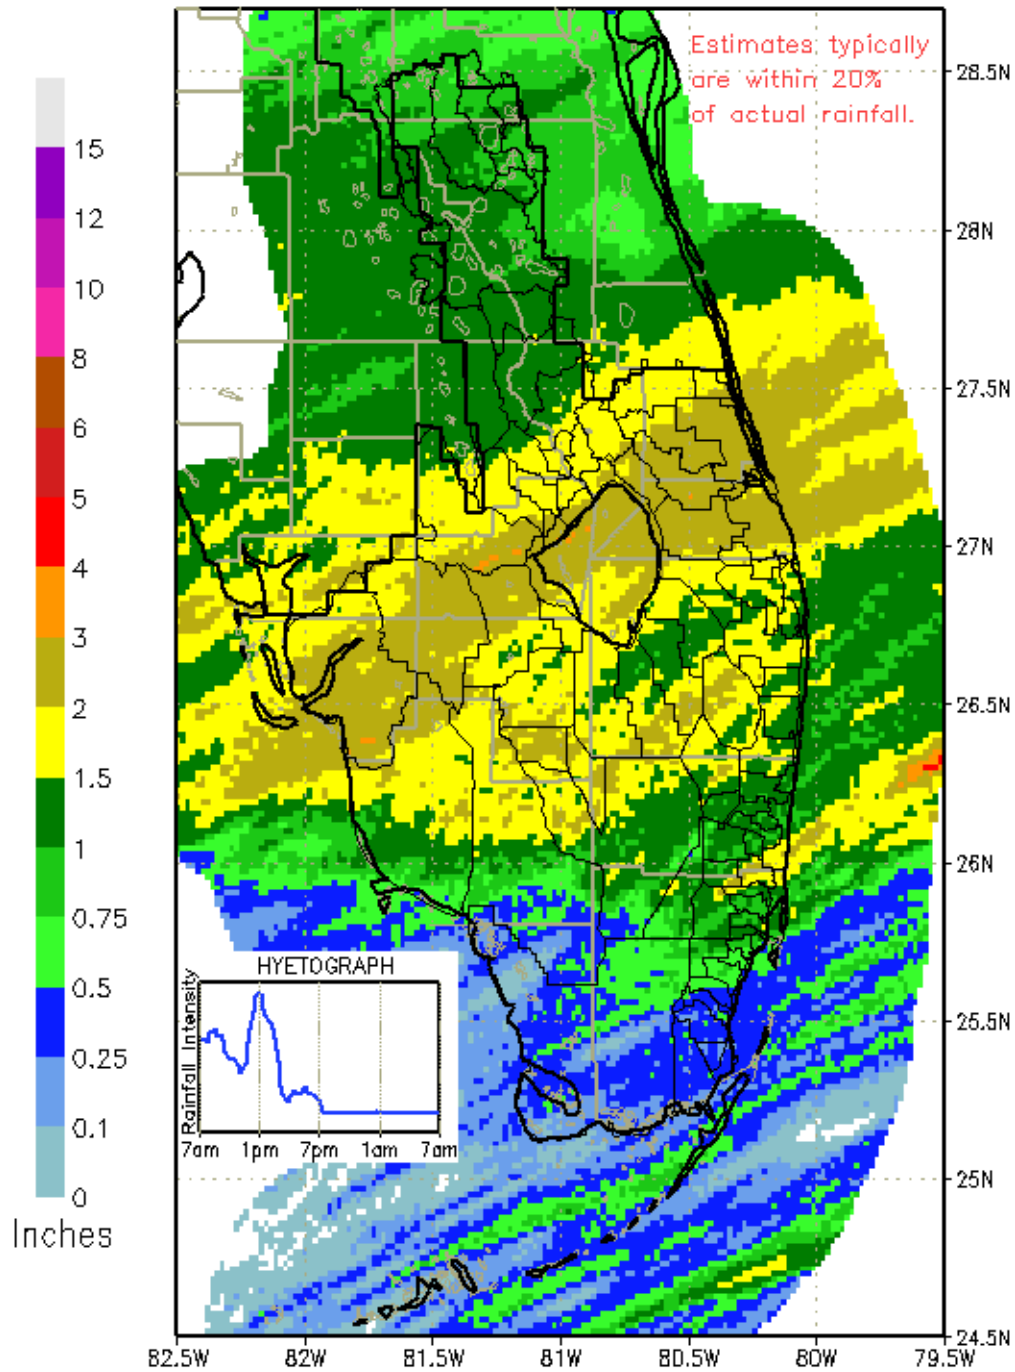 Estimates typically
are within 20%
of actual rainfall.
15
12
10
8
6
5
4
3
2
1.5
1
0.75
0.5
0.25
0.1
0
Inches
28.5N
28N
27.5N
27N
26.5N
26N
25.5N
25N
24.5N
HYETOGRAPH
Rainfall Intensity
7am 1pm 7pm 1am 7am
82.5W 82W 81.5W 81W 80.5W 80W 79.5W